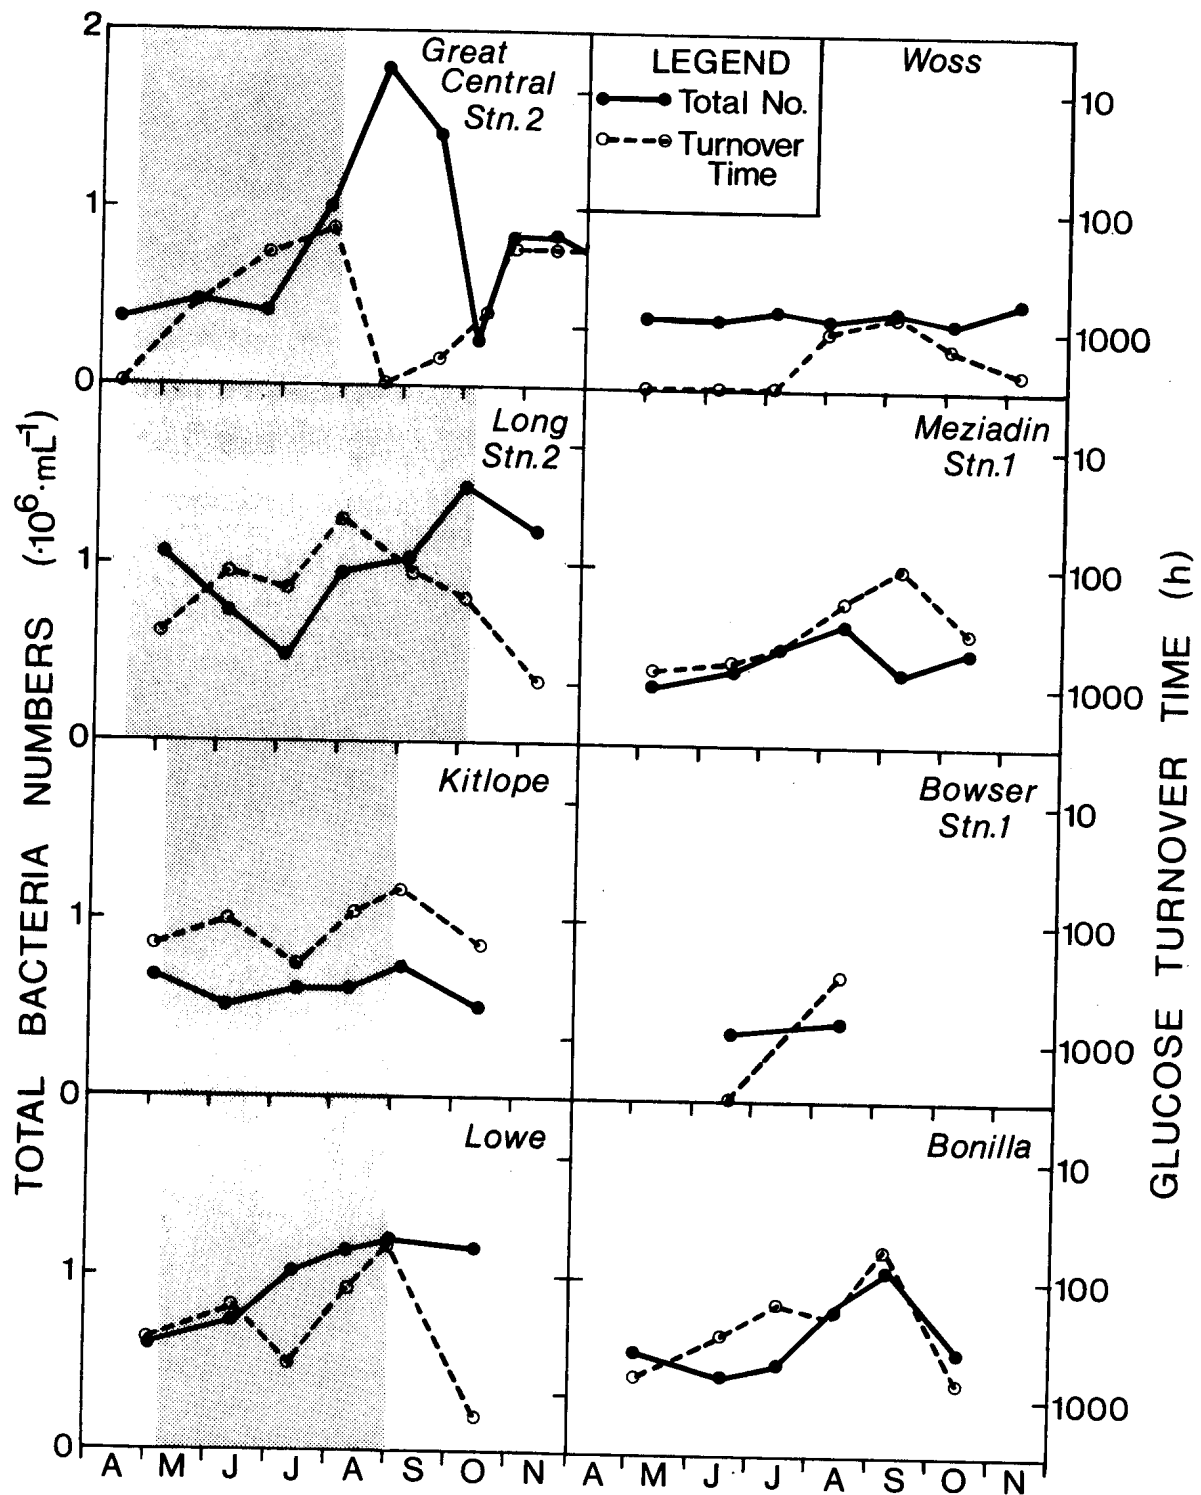 TOTAL BACTERIA NUMBERS (·10⁶·mL⁻¹)
2
1
0
Great
Central
Stn.2
LEGEND
Total No.
Turnover
Time
Woss
10
100
1000
Long
Stn.2
1
0
Meziadin
Stn.1
10
100
1000
Kitlope
1
0
Bowser
Stn.1
10
100
1000
Lowe
1
0
Bonilla
10
100
1000
A M J J A S O N A M J J A S O N
GLUCOSE TURNOVER TIME (h)